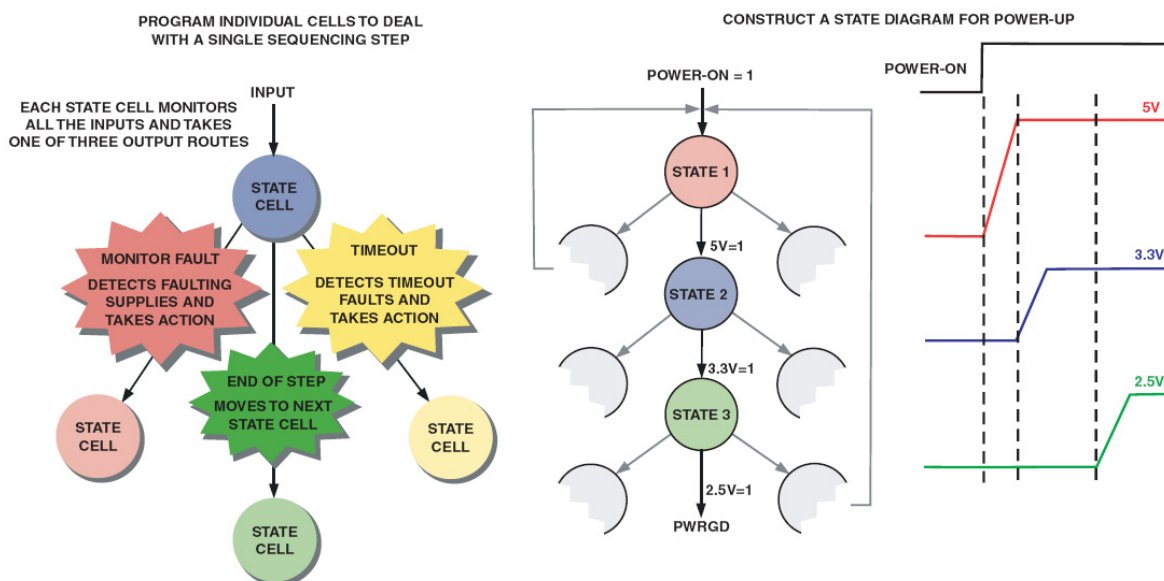 PROGRAM INDIVIDUAL CELLS TO DEAL
WITH A SINGLE SEQUENCING STEP
INPUT
EACH STATE CELL MONITORS
ALL THE INPUTS AND TAKES
ONE OF THREE OUTPUT ROUTES
STATE
CELL
MONITOR FAULT
DETECTS FAULTING
SUPPLIES AND
TAKES ACTION
TIMEOUT
DETECTS TIMEOUT
FAULTS AND
TAKES ACTION
END OF STEP
MOVES TO NEXT
STATE CELL
STATE
CELL
STATE
CELL
STATE
CELL
CONSTRUCT A STATE DIAGRAM FOR POWER-UP
POWER-ON = 1
STATE 1
5V=1
STATE 2
3.3V=1
STATE 3
2.5V=1
PWRGD
POWER-ON
5V
3.3V
2.5V